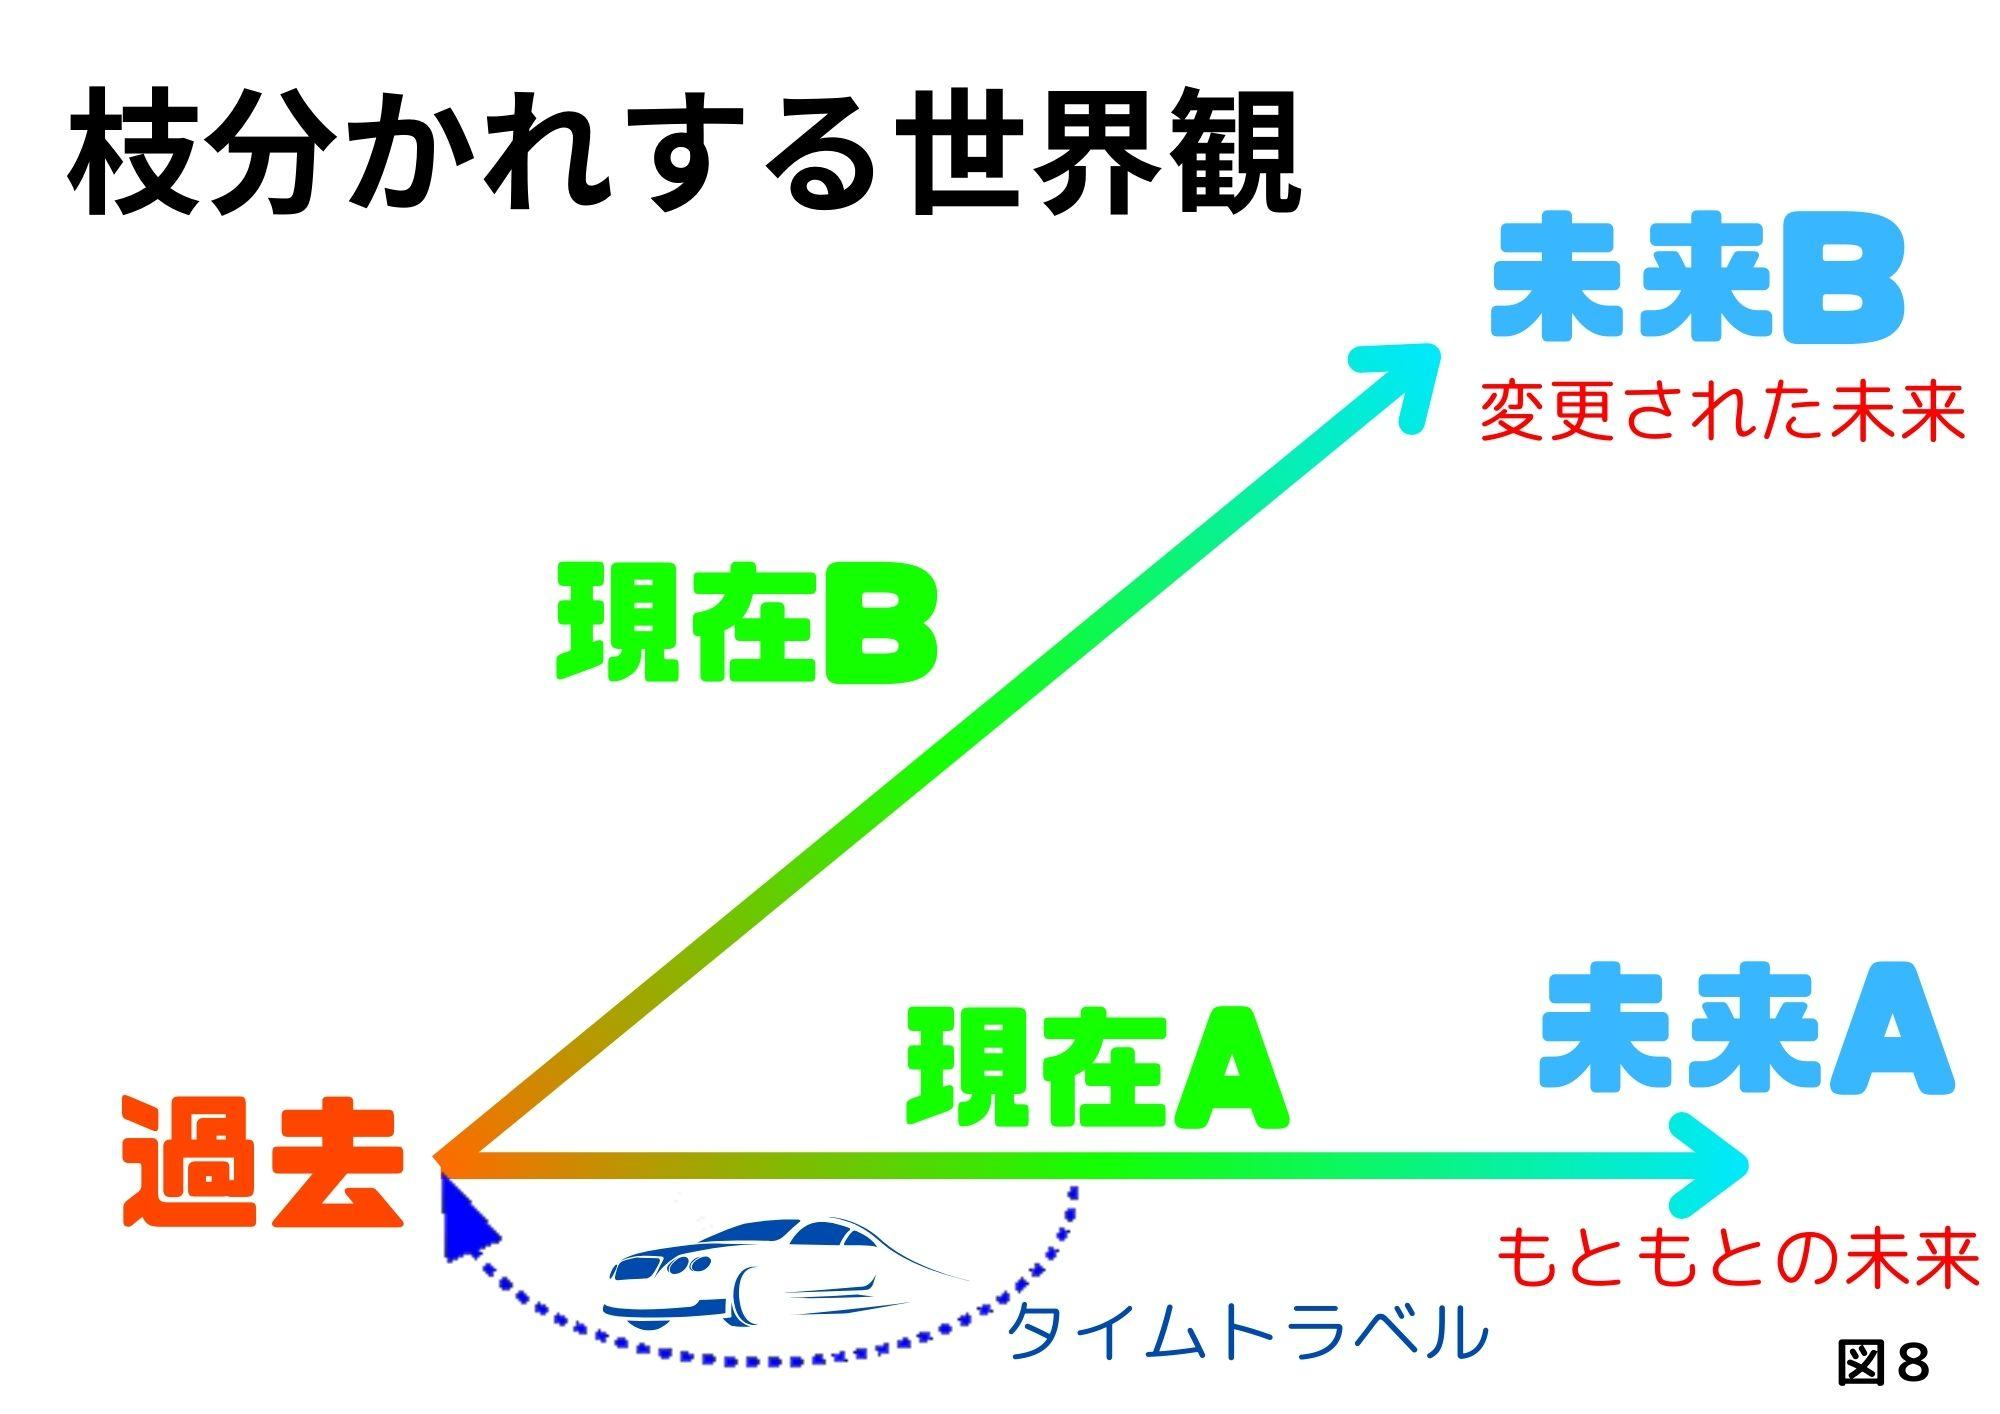 枝分かれする世界観
未来B
変更された未来
現在B
現在A
未来A
過去
もともとの未来
タイムトラベル
図８